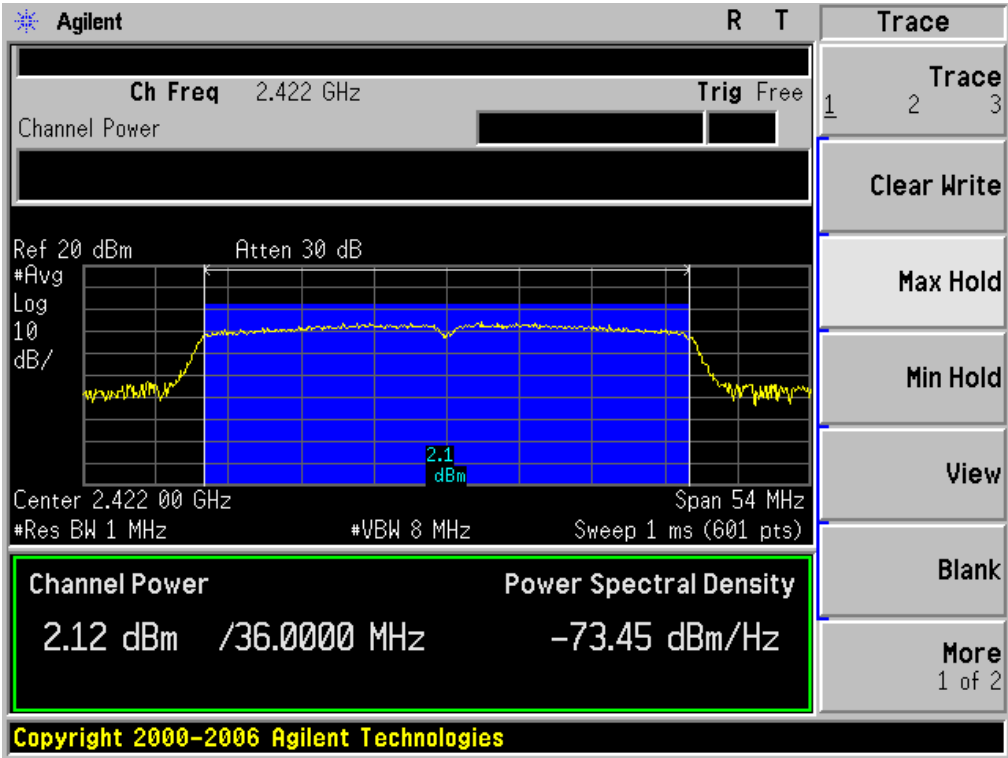 Agilent R T Trace
Ch Freq 2.422 GHz Trig Free
Channel Power
Trace
1 2 3
Clear Write
Max Hold
Min Hold
View
Blank
More
1 of 2
Ref 20 dBm Atten 30 dB
#Avg
Log
10
dB/
2.1
dBm
Center 2.422 00 GHz Span 54 MHz
#Res BW 1 MHz #VBW 8 MHz Sweep 1 ms (601 pts)
Channel Power Power Spectral Density
2.12 dBm /36.0000 MHz -73.45 dBm/Hz
Copyright 2000-2006 Agilent Technologies